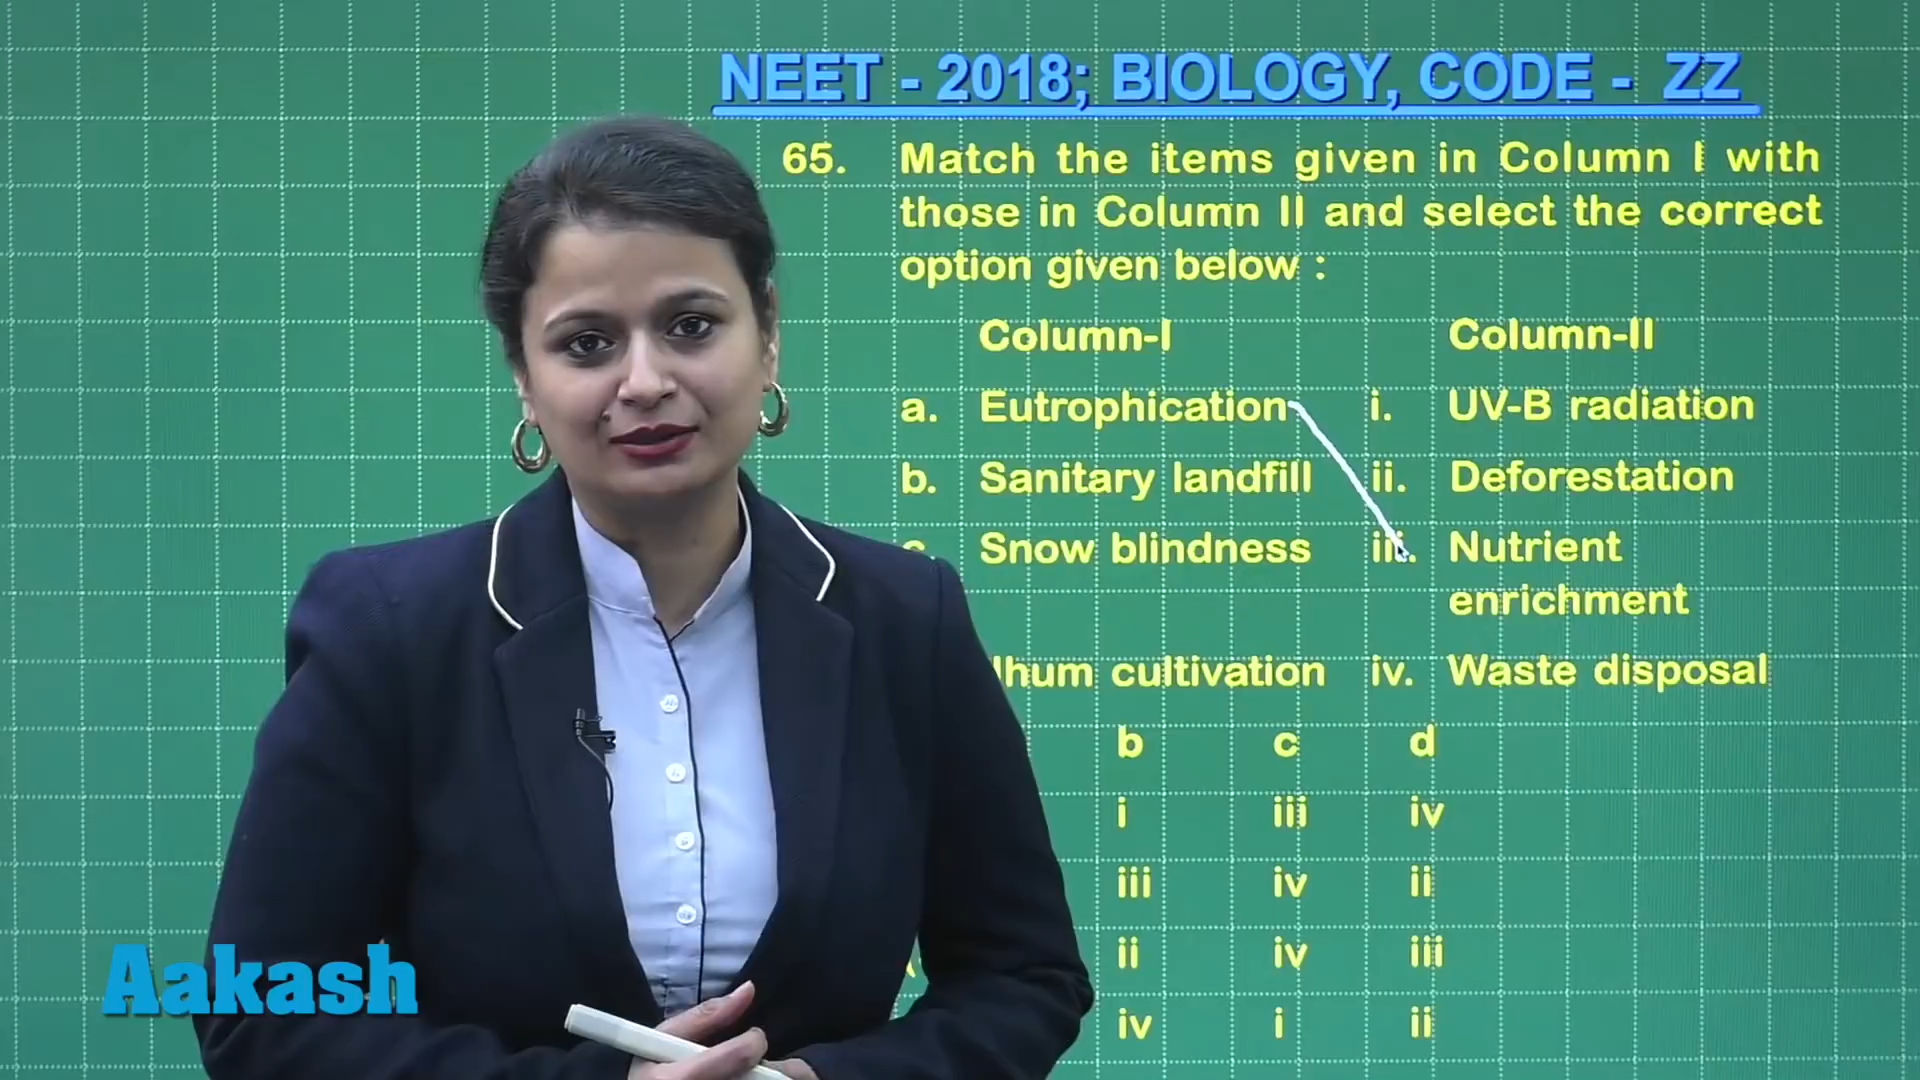 NEET - 2018; BIOLOGY, CODE - ZZ
65. Match the items given in Column I with
those in Column II and select the correct
option given below :
Column-I Column-II
a. Eutrophication i. UV-B radiation
b. Sanitary landfill ii. Deforestation
c. Snow blindness iii. Nutrient
enrichment
Jhum cultivation iv. Waste disposal
b c d
i iii iv
iii iv ii
ii iv iii
iv i ii
Aakash